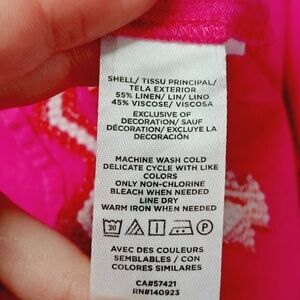 SHELL/ TISSU PRINCIPAL/
TELA EXTERIOR
55% LINEN/ LIN/ LINO
45% VISCOSE/ VISCOSA
EXCLUSIVE OF
DECORATION/ SAUF
DÉCORATION/ EXCLUYE LA
DECORACIÓN
MACHINE WASH COLD
DELICATE CYCLE WITH LIKE
COLORS
ONLY NON-CHLORINE
BLEACH WHEN NEEDED
LINE DRY
WARM IRON WHEN NEEDED
30 P
AVEC DES COULEURS
SEMBLABLES / CON
COLORES SIMILARES
CA#57421
RN#140923